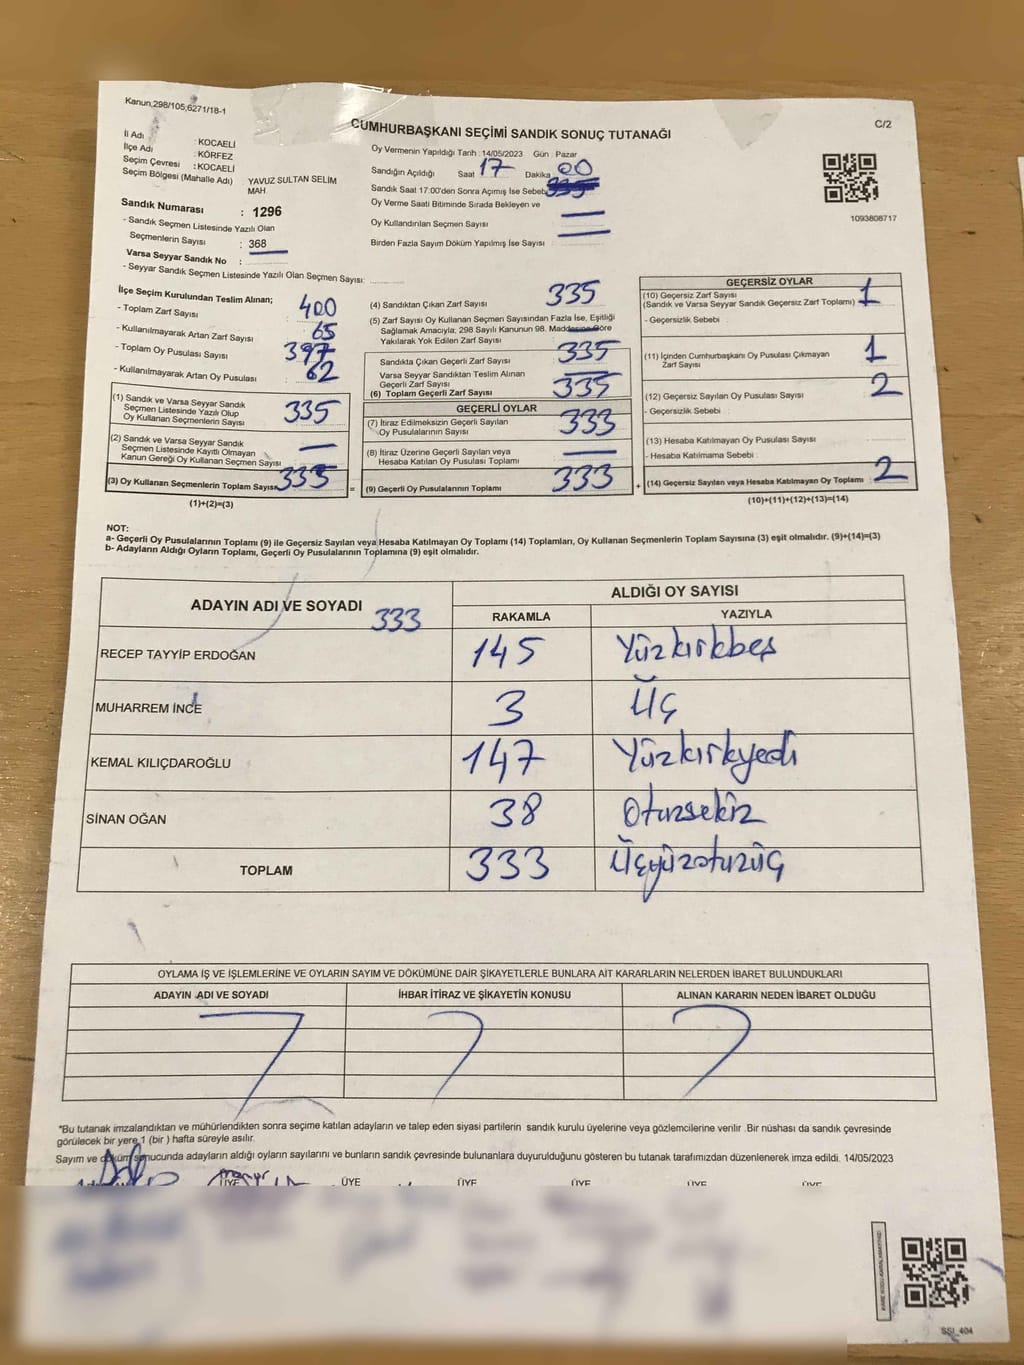 Kanun,298/105,6271/18-1
C/2
CUMHURBAŞKANI SEÇİMİ SANDIK SONUÇ TUTANAĞI
İl Adı : KOCAELİ
İlçe Adı : KÖRFEZ
Seçim Çevresi : KOCAELİ
Seçim Bölgesi (Mahalle Adı) : YAVUZ SULTAN SELİM
MAH.
Sandık Numarası : 1296
- Sandık Seçmen Listesinde Yazılı Olan
Seçmenlerin Sayısı : 368
Varsa Seyyar Sandık No :
- Seyyar Sandık Seçmen Listesinde Yazılı Olan Seçmen Sayısı:
Oy Vermenin Yapıldığı Tarih :14/05/2023 Gün : Pazar
Sandığın Açıldığı Saat 17 Dakika 00
Sandık Saat 17:00'den Sonra Açımış İse Sebebi
Oy Verme Saati Bitiminde Sırada Bekleyen ve
Oy Kullandırılan Seçmen Sayısı :
Birden Fazla Sayım Döküm Yapılmış İse Sayısı :
1093808717
İlçe Seçim Kurulundan Teslim Alınan;
- Toplam Zarf Sayısı : 400
- Kullanılmayarak Artan Zarf Sayısı : 65
- Toplam Oy Pusulası Sayısı : 397
- Kullanılmayarak Artan Oy Pusulası : 62
(1) Sandık ve Varsa Seyyar Sandık
Seçmen Listesinde Yazılı Olup
Oy Kullanan Seçmenlerin Sayısı : 335
(2) Sandık ve Varsa Seyyar Sandık
Seçmen Listesinde Kayıtlı Olmayan
Kanun Gereği Oy Kullanan Seçmen Sayısı :
(3) Oy Kullanan Seçmenlerin Toplam Sayısı 335
(1)+(2)=(3)
(4) Sandıktan Çıkan Zarf Sayısı : 335
(5) Zarf Sayısı Oy Kullanan Seçmen Sayısından Fazla İse, Eşitliği
Sağlamak Amacıyla; 298 Sayılı Kanunun 98. Maddesine Göre
Yakılarak Yok Edilen Zarf Sayısı :
Sandıkta Çıkan Geçerli Zarf Sayısı : 335
Varsa Seyyar Sandıktan Teslim Alınan
Geçerli Zarf Sayısı :
(6) Toplam Geçerli Zarf Sayısı : 335
GEÇERLİ OYLAR
(7) İtiraz Edilmeksizin Geçerli Sayılan
Oy Pusulalarının Sayısı : 333
(8) İtiraz Üzerine Geçerli Sayılan veya
Hesaba Katılan Oy Pusulası Toplamı :
= (9) Geçerli Oy Pusulalarının Toplamı : 333 +
GEÇERSİZ OYLAR
(10) Geçersiz Zarf Sayısı
(Sandık ve Varsa Seyyar Sandık Geçersiz Zarf Toplamı) : 1
- Geçersizlik Sebebi :
(11) İçinden Cumhurbaşkanı Oy Pusulası Çıkmayan
Zarf Sayısı : 1
(12) Geçersiz Sayılan Oy Pusulası Sayısı : 2
- Geçersizlik Sebebi :
(13) Hesaba Katılmayan Oy Pusulası Sayısı :
- Hesaba Katılmama Sebebi :
(14) Geçersiz Sayılan veya Hesaba Katılmayan Oy Toplamı : 2
(10)+(11)+(12)+(13)=(14)
NOT:
a- Geçerli Oy Pusulalarının Toplamı (9) ile Geçersiz Sayılan veya Hesaba Katılmayan Oy Toplamı (14) Toplamları, Oy Kullanan Seçmenlerin Toplam Sayısına (3) eşit olmalıdır. (9)+(14)=(3)
b- Adayların Aldığı Oyların Toplamı, Geçerli Oy Pusulalarının Toplamına (9) eşit olmalıdır.
ADAYIN ADI VE SOYADI 333 ALDIĞI OY SAYISI
RAKAMLA YAZIYLA
RECEP TAYYİP ERDOĞAN 145 Yüzkırkbeş
MUHARREM İNCE 3 Üç
KEMAL KILIÇDAROĞLU 147 Yüzkırkyedi
SİNAN OĞAN 38 Otuzsekiz
TOPLAM 333 Üçyüzotuzüç
OYLAMA İŞ VE İŞLEMLERİNE VE OYLARIN SAYIM VE DÖKÜMÜNE DAİR ŞİKAYETLERLE BUNLARA AİT KARARLARIN NELERDEN İBARET BULUNDUKLARI
ADAYIN ADI VE SOYADI İHBAR İTİRAZ VE ŞİKAYETİN KONUSU ALINAN KARARIN NEDEN İBARET OLDUĞU
*Bu tutanak imzalandıktan ve mühürlendikten sonra seçime katılan adayların ve talep eden siyasi partilerin sandık kurulu üyelerine veya gözlemcilerine verilir .Bir nüshası da sandık çevresinde
görülecek bir yere 1 (bir ) hafta süreyle asılır.
Sayım ve döküm sonucunda adayların aldığı oyların sayılarını ve bunların sandık çevresinde bulunanlara duyurulduğunu gösteren bu tutanak tarafımızdan düzenlenerek imza edildi. 14/05/2023
ÜYE ÜYE ÜYE ÜYE ÜYE ÜYE